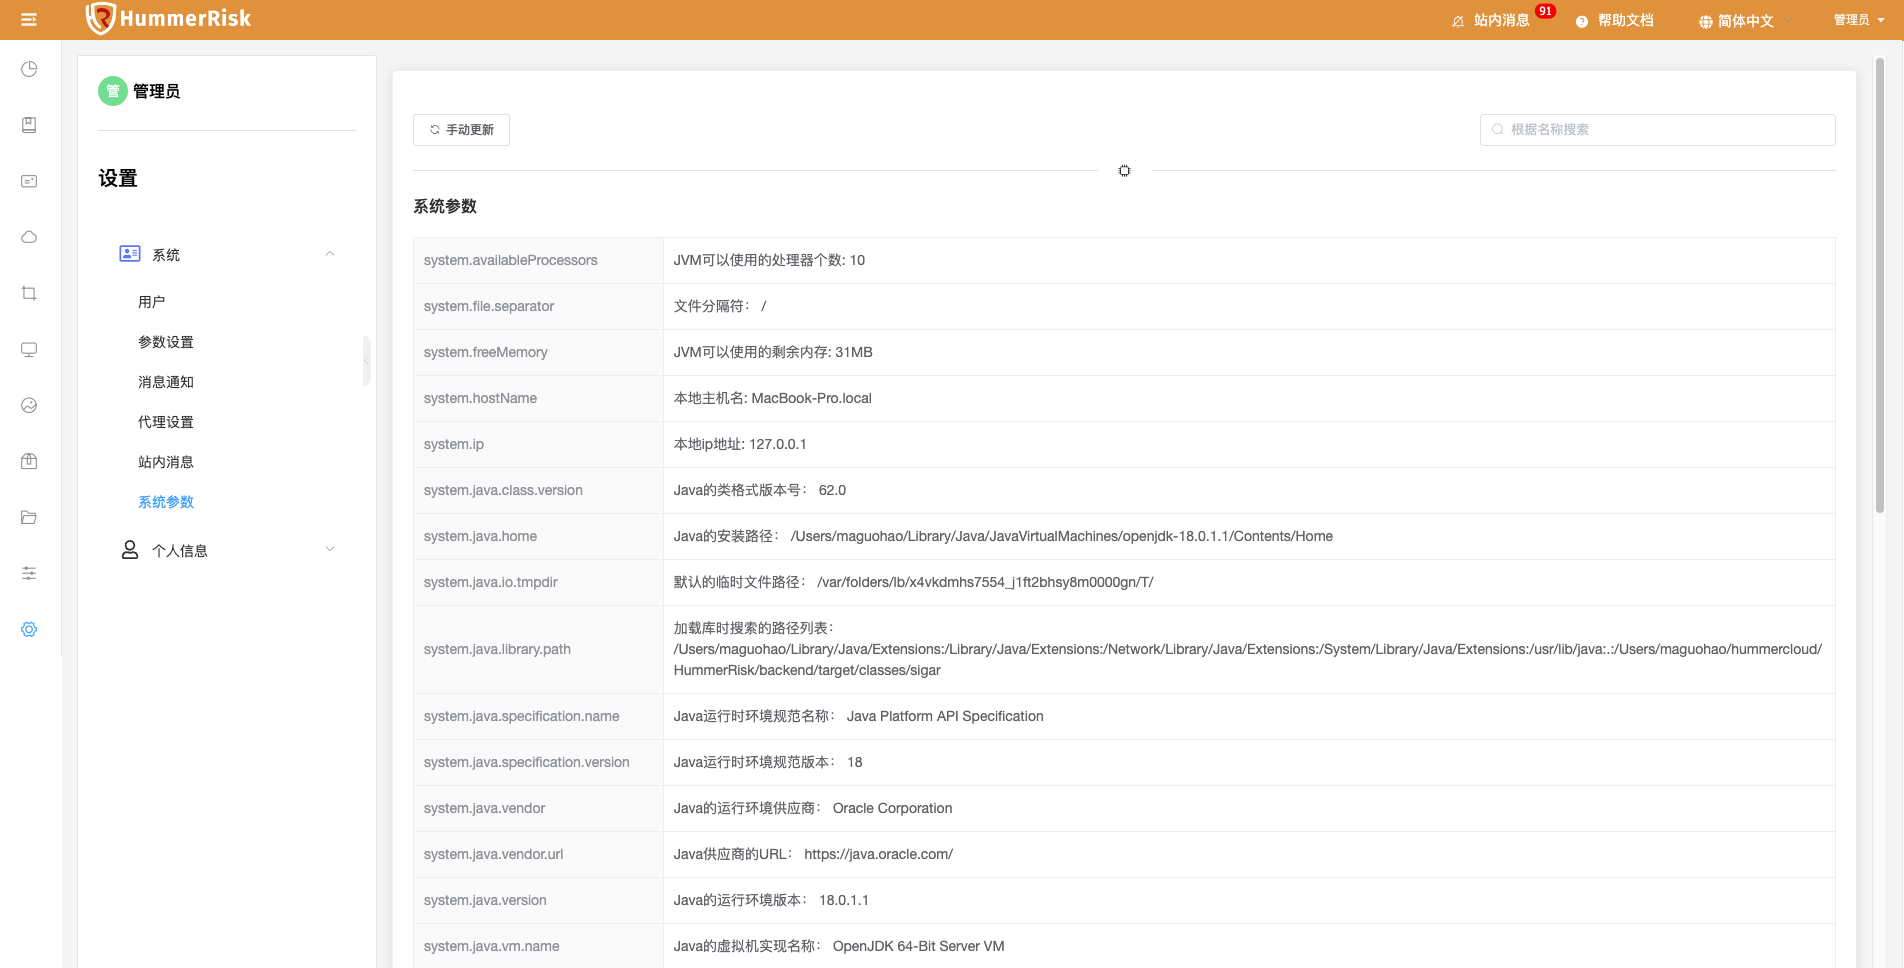 HummerRisk
站内消息 91
帮助文档
简体中文
管理员
管 管理员
设置
系统
用户
参数设置
消息通知
代理设置
站内消息
系统参数
个人信息
手动更新
根据名称搜索
系统参数
system.availableProcessors JVM可以使用的处理器个数: 10
system.file.separator 文件分隔符： /
system.freeMemory JVM可以使用的剩余内存: 31MB
system.hostName 本地主机名: MacBook-Pro.local
system.ip 本地ip地址: 127.0.0.1
system.java.class.version Java的类格式版本号： 62.0
system.java.home Java的安装路径： /Users/maguohao/Library/Java/JavaVirtualMachines/openjdk-18.0.1.1/Contents/Home
system.java.io.tmpdir 默认的临时文件路径： /var/folders/lb/x4vkdmhs7554_j1ft2bhsy8m0000gn/T/
system.java.library.path 加载库时搜索的路径列表：
/Users/maguohao/Library/Java/Extensions:/Library/Java/Extensions:/Network/Library/Java/Extensions:/System/Library/Java/Extensions:/usr/lib/java:.:/Users/maguohao/hummercloud/
HummerRisk/backend/target/classes/sigar
system.java.specification.name Java运行时环境规范名称： Java Platform API Specification
system.java.specification.version Java运行时环境规范版本： 18
system.java.vendor Java的运行环境供应商： Oracle Corporation
system.java.vendor.url Java供应商的URL： https://java.oracle.com/
system.java.version Java的运行环境版本： 18.0.1.1
system.java.vm.name Java的虚拟机实现名称： OpenJDK 64-Bit Server VM